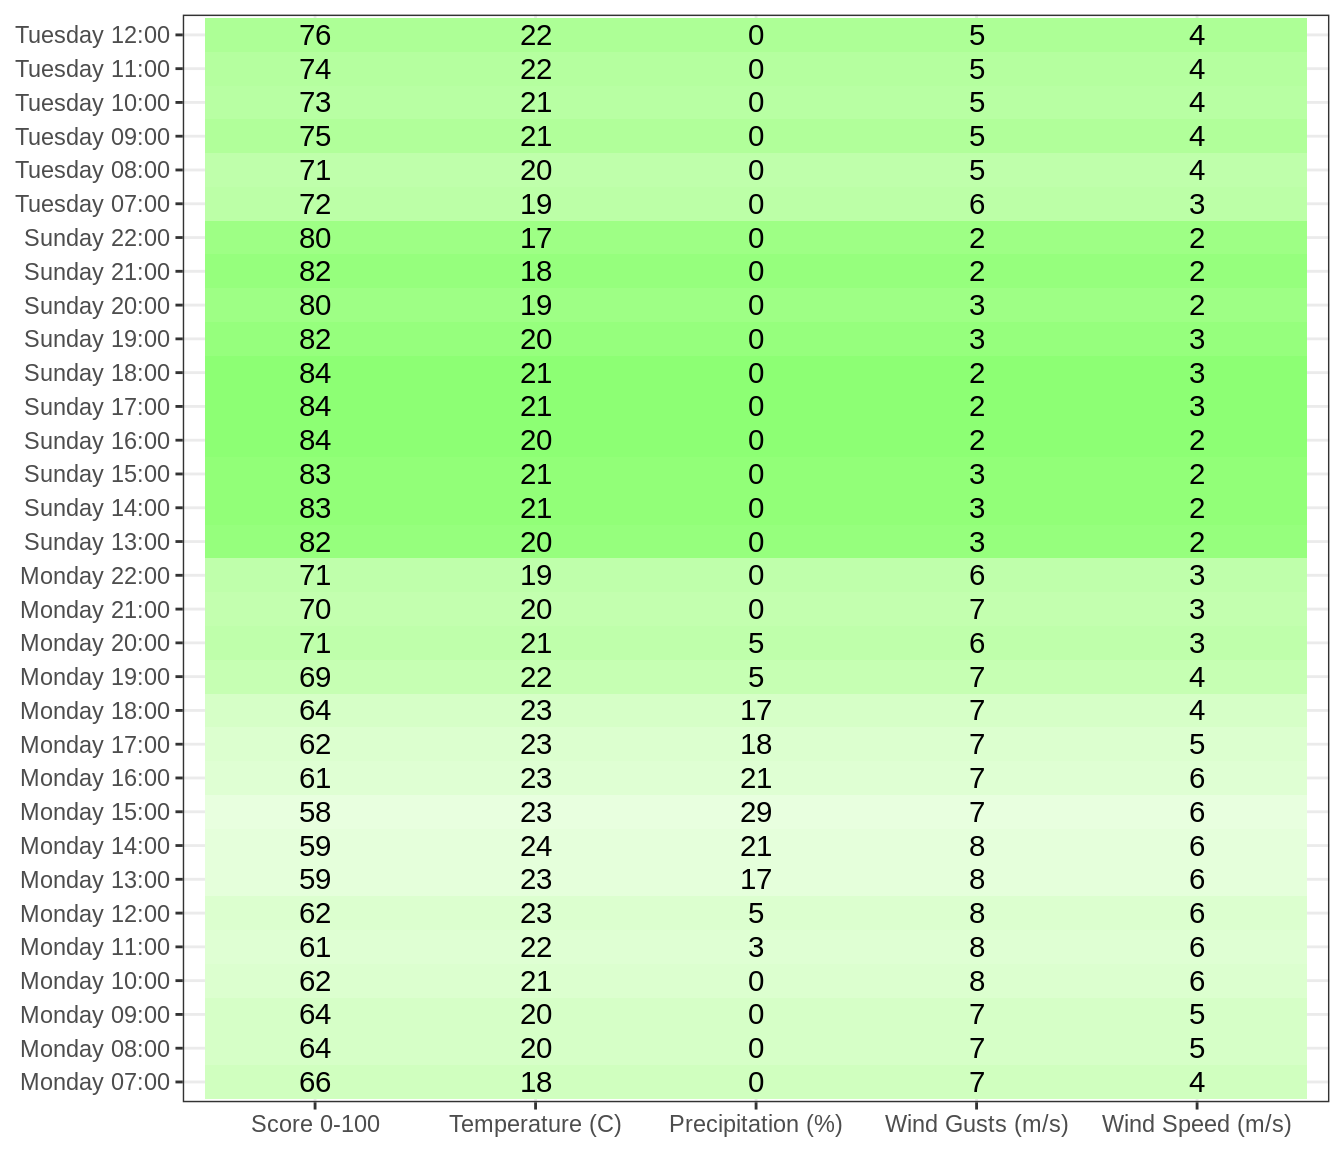 Tuesday 12:00 76 22 0 5 4
Tuesday 11:00 74 22 0 5 4
Tuesday 10:00 73 21 0 5 4
Tuesday 09:00 75 21 0 5 4
Tuesday 08:00 71 20 0 5 4
Tuesday 07:00 72 19 0 6 3
Sunday 22:00 80 17 0 2 2
Sunday 21:00 82 18 0 2 2
Sunday 20:00 80 19 0 3 2
Sunday 19:00 82 20 0 3 3
Sunday 18:00 84 21 0 2 3
Sunday 17:00 84 21 0 2 3
Sunday 16:00 84 20 0 2 2
Sunday 15:00 83 21 0 3 2
Sunday 14:00 83 21 0 3 2
Sunday 13:00 82 20 0 3 2
Monday 22:00 71 19 0 6 3
Monday 21:00 70 20 0 7 3
Monday 20:00 71 21 5 6 3
Monday 19:00 69 22 5 7 4
Monday 18:00 64 23 17 7 4
Monday 17:00 62 23 18 7 5
Monday 16:00 61 23 21 7 6
Monday 15:00 58 23 29 7 6
Monday 14:00 59 24 21 8 6
Monday 13:00 59 23 17 8 6
Monday 12:00 62 23 5 8 6
Monday 11:00 61 22 3 8 6
Monday 10:00 62 21 0 8 6
Monday 09:00 64 20 0 7 5
Monday 08:00 64 20 0 7 5
Monday 07:00 66 18 0 7 4
Score 0-100 Temperature (C) Precipitation (%) Wind Gusts (m/s) Wind Speed (m/s)